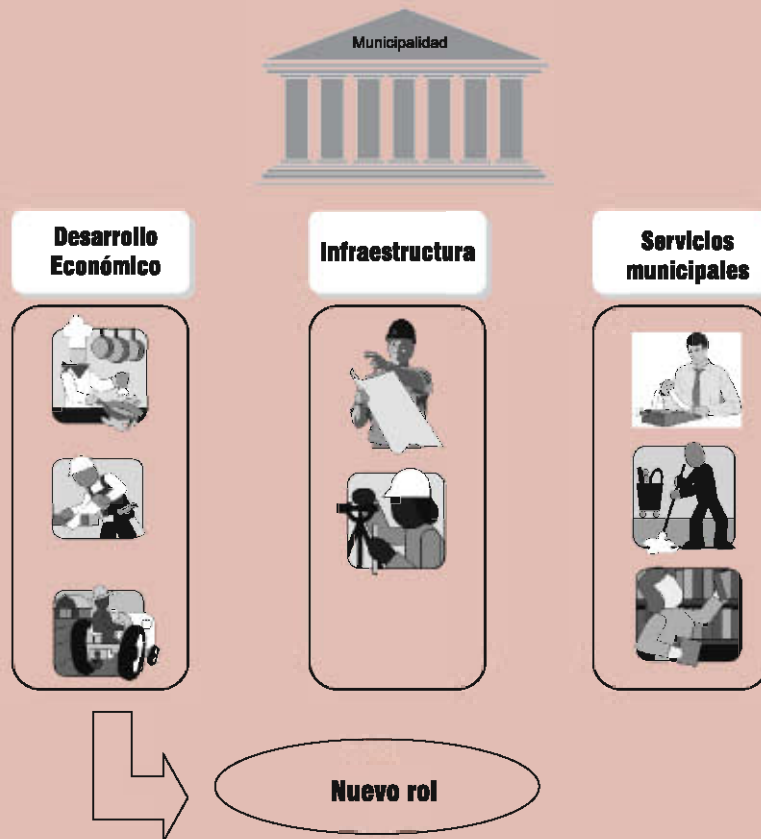 Municipalidad
Desarrollo
Económico
Infraestructura
Servicios
municipales
Nuevo rol